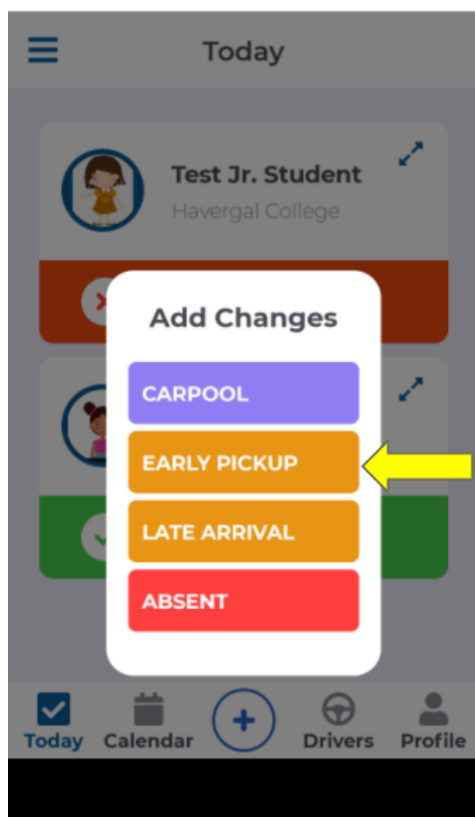 Today
Test Jr. Student
Havergal College
Add Changes
CARPOOL
EARLY PICKUP
LATE ARRIVAL
ABSENT
Today Calendar Drivers Profile